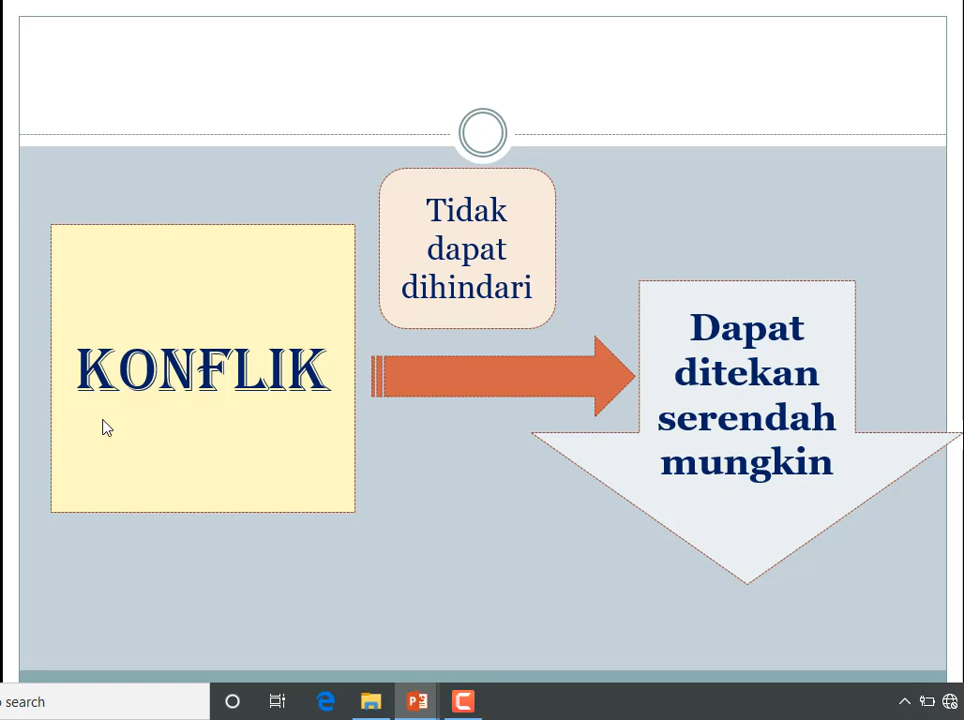 Tidak
dapat
dihindari
KONFLIK
Dapat
ditekan
serendah
mungkin
search